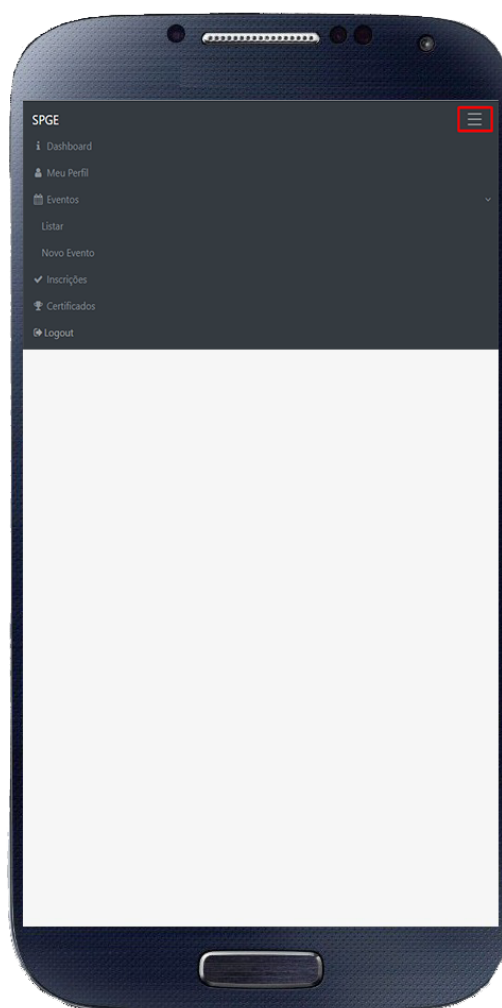 SPGE
Dashboard
Meu Perfil
Eventos
Listar
Novo Evento
Inscrições
Certificados
Logout